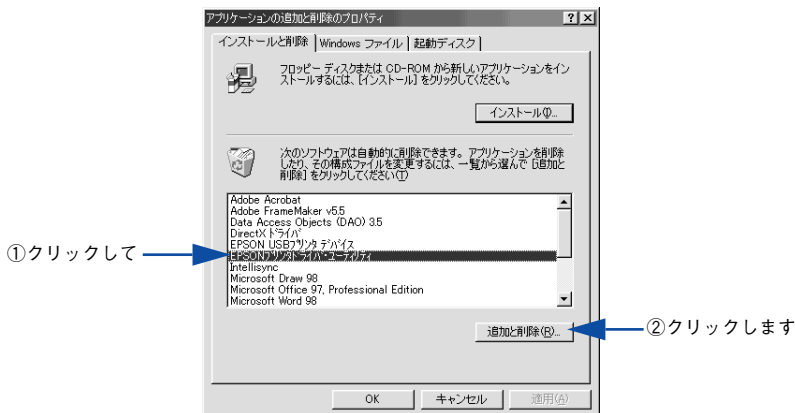 アプリケーションの追加と削除のプロパティ
インストールと削除 Windows ファイル 起動ディスク
フロッピー ディスクまたは CD-ROM から新しいアプリケーションをイン
ストールするには、[インストール] をクリックしてください。
インストール(I)...
次のソフトウェアは自動的に削除できます。アプリケーションを削除
したり、その構成ファイルを変更するには、一覧から選んで [追加と
削除] をクリックしてください(T)
Adobe Acrobat
Adobe FrameMaker v5.5
Data Access Objects (DAO) 3.5
DirectX ドライバ
EPSON USBプリンタ デバイス
①クリックして
EPSONプリンタドライバ・ユーティリティ
Intellisync
Microsoft Draw 98
Microsoft Office 97, Professional Edition
Microsoft Word 98
追加と削除(R)...
②クリックします
OK キャンセル 適用(A)